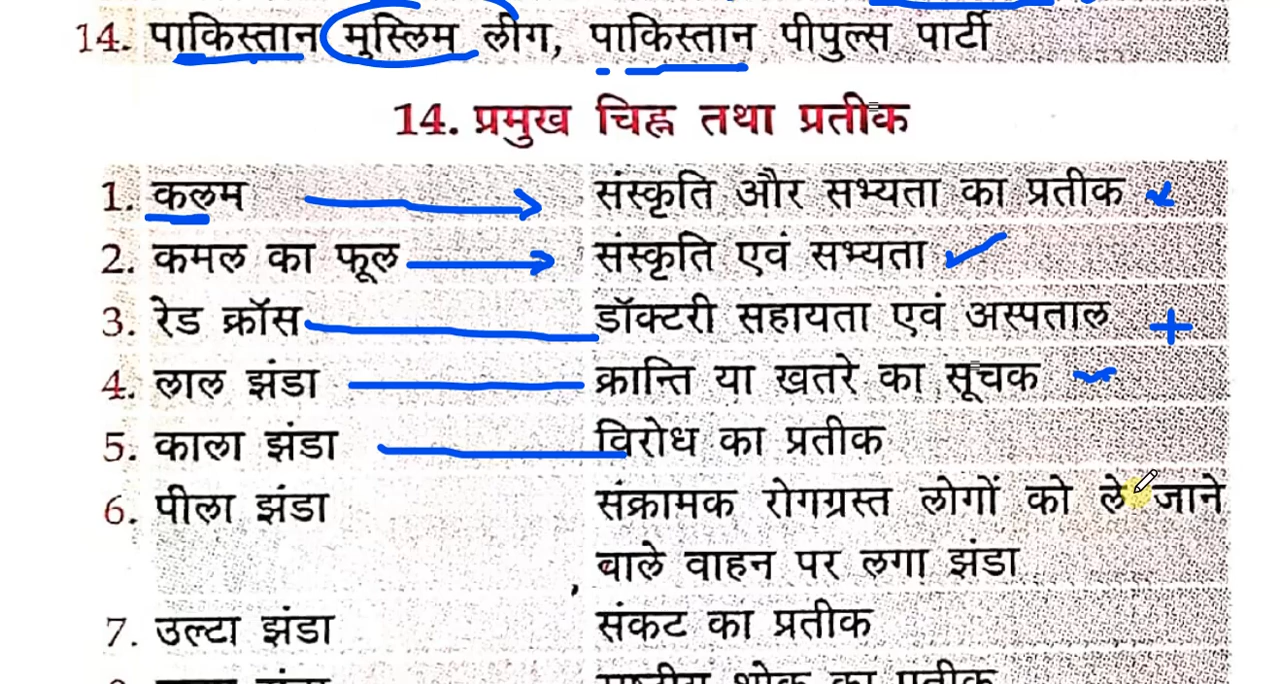 14. पाकिस्तान मुस्लिम लीग, पाकिस्तान पीपुल्स पार्टी
14. प्रमुख चिह्न तथा प्रतीक
1. कलम संस्कृति और सभ्यता का प्रतीक
2. कमल का फूल संस्कृति एवं सभ्यता
3. रेड क्रॉस डॉक्टरी सहायता एवं अस्पताल
4. लाल झंडा क्रान्ति या खतरे का सूचक
5. काला झंडा विरोध का प्रतीक
6. पीला झंडा संक्रामक रोगग्रस्त लोगों को ले जाने
वाले वाहन पर लगा झंडा
7. उल्टा झंडा संकट का प्रतीक